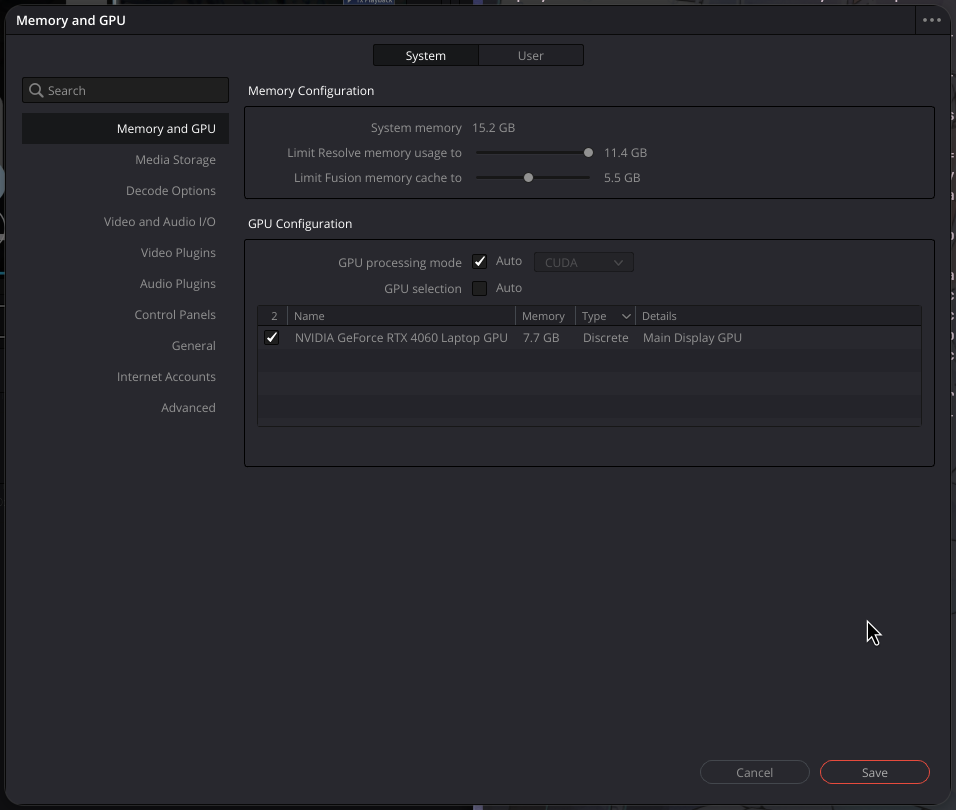 Memory and GPU
System User
Search
Memory and GPU
Media Storage
Decode Options
Video and Audio I/O
Video Plugins
Audio Plugins
Control Panels
General
Internet Accounts
Advanced
Memory Configuration
System memory 15.2 GB
Limit Resolve memory usage to 11.4 GB
Limit Fusion memory cache to 5.5 GB
GPU Configuration
GPU processing mode Auto CUDA
GPU selection Auto
2 Name Memory Type Details
NVIDIA GeForce RTX 4060 Laptop GPU 7.7 GB Discrete Main Display GPU
Cancel Save